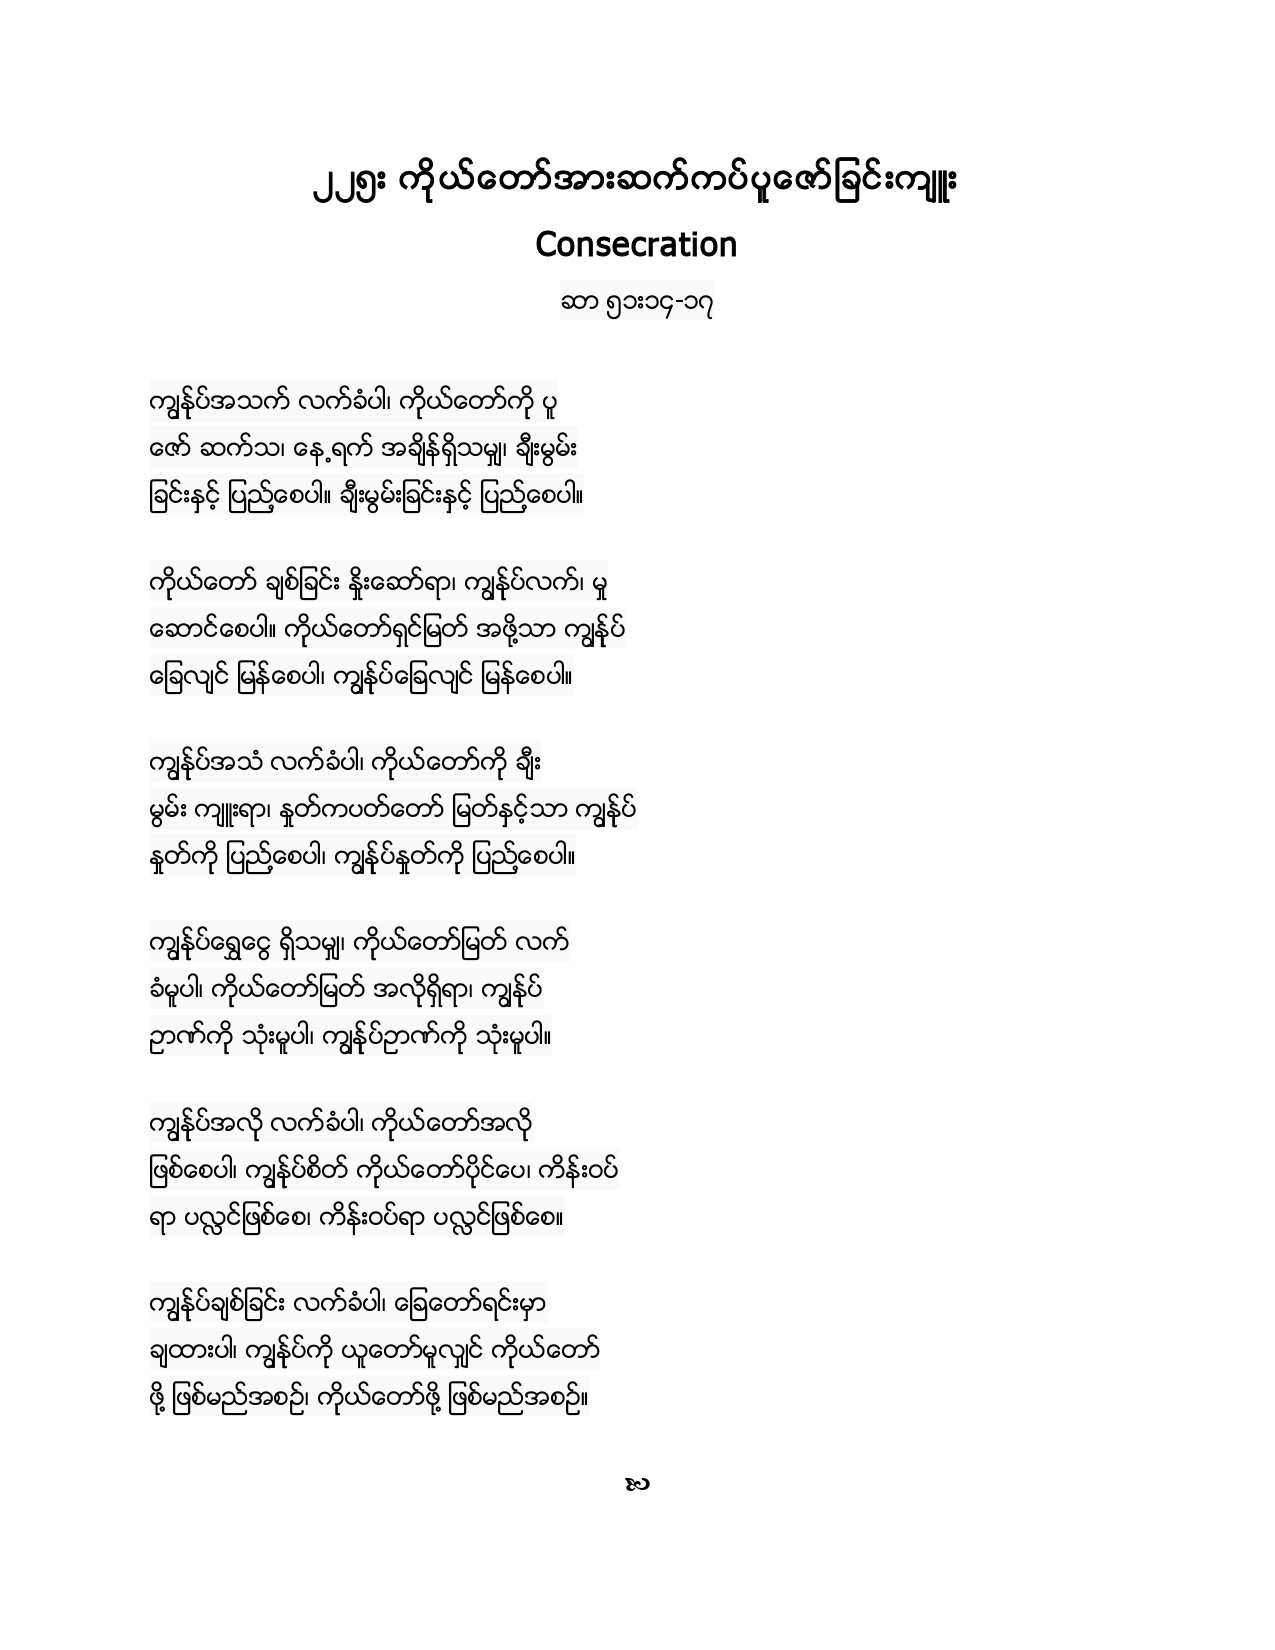 ၂၂၅း ကိုယ်တော်အားဆက်ကပ်ပူဇော်ခြင်းကျူး
Consecration
ဆာ ၅၁း၁၄-၁၇
ကျွန်ုပ်အသက် လက်ခံပါ၊ ကိုယ်တော်ကို ပူ
ဇော် ဆက်သ၊ နေ့ရက် အချိန်ရှိသမျှ၊ ချီးမွမ်း
ခြင်းနှင့် ပြည့်စေပါ။ ချီးမွမ်းခြင်းနှင့် ပြည့်စေပါ။
ကိုယ်တော် ချစ်ခြင်း နှိုးဆော်ရာ၊ ကျွန်ုပ်လက်၊ မှု
ဆောင်စေပါ။ ကိုယ်တော်ရှင်မြတ် အဖို့သာ ကျွန်ုပ်
ခြေလျင် မြန်စေပါ၊ ကျွန်ုပ်ခြေလျင် မြန်စေပါ။
ကျွန်ုပ်အသံ လက်ခံပါ၊ ကိုယ်တော်ကို ချီး
မွမ်း ကျူးရာ၊ နှုတ်ကပတ်တော် မြတ်နှင့်သာ ကျွန်ုပ်
နှုတ်ကို ပြည့်စေပါ၊ ကျွန်ုပ်နှုတ်ကို ပြည့်စေပါ။
ကျွန်ုပ်ရွှေငွေ ရှိသမျှ၊ ကိုယ်တော်မြတ် လက်
ခံမူပါ၊ ကိုယ်တော်မြတ် အလိုရှိရာ၊ ကျွန်ုပ်
ဉာဏ်ကို သုံးမူပါ၊ ကျွန်ုပ်ဉာဏ်ကို သုံးမူပါ။
ကျွန်ုပ်အလို လက်ခံပါ၊ ကိုယ်တော်အလို
ဖြစ်စေပါ၊ ကျွန်ုပ်စိတ် ကိုယ်တော်ပိုင်ပေ၊ ကိန်းဝပ်
ရာ ပလ္လင်ဖြစ်စေ၊ ကိန်းဝပ်ရာ ပလ္လင်ဖြစ်စေ။
ကျွန်ုပ်ချစ်ခြင်း လက်ခံပါ၊ ခြေတော်ရင်းမှာ
ချထားပါ၊ ကျွန်ုပ်ကို ယူတော်မူလျှင် ကိုယ်တော်
ဖို့ ဖြစ်မည်အစဉ်၊ ကိုယ်တော်ဖို့ ဖြစ်မည်အစဉ်။